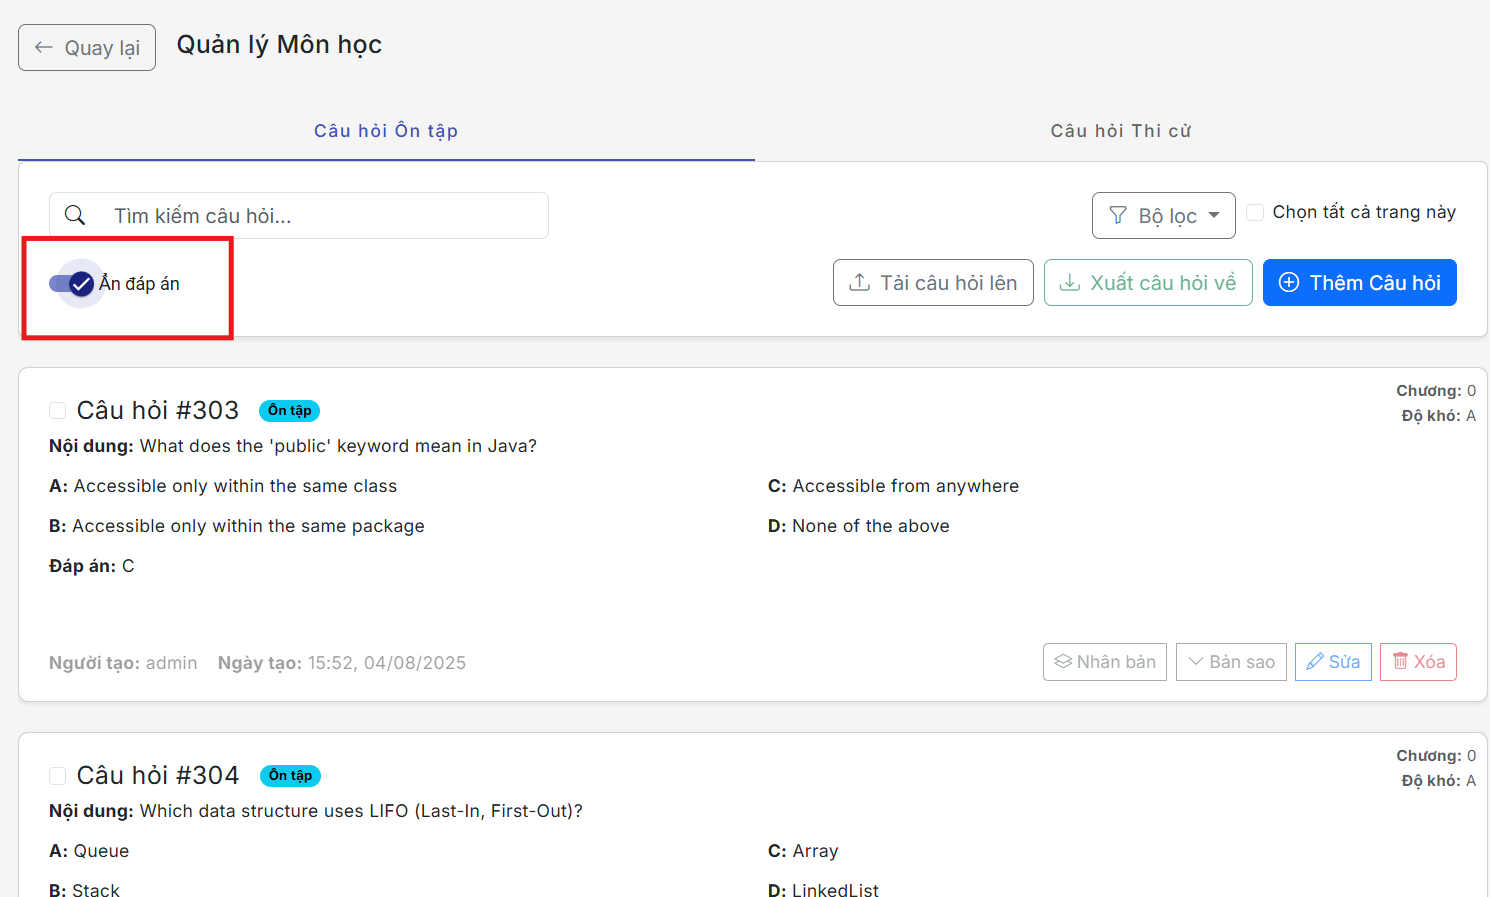 Quay lại
Quản lý Môn học
Câu hỏi Ôn tập
Câu hỏi Thi cử
Tìm kiếm câu hỏi...
Bộ lọc
Chọn tất cả trang này
Ẩn đáp án
Tải câu hỏi lên
Xuất câu hỏi về
Thêm Câu hỏi
Câu hỏi #303
Ôn tập
Chương: 0
Độ khó: A
Nội dung: What does the 'public' keyword mean in Java?
A: Accessible only within the same class
C: Accessible from anywhere
B: Accessible only within the same package
D: None of the above
Đáp án: C
Người tạo: admin Ngày tạo: 15:52, 04/08/2025
Nhân bản
Bản sao
Sửa
Xóa
Câu hỏi #304
Ôn tập
Chương: 0
Độ khó: A
Nội dung: Which data structure uses LIFO (Last-In, First-Out)?
A: Queue
C: Array
B: Stack
D: LinkedList